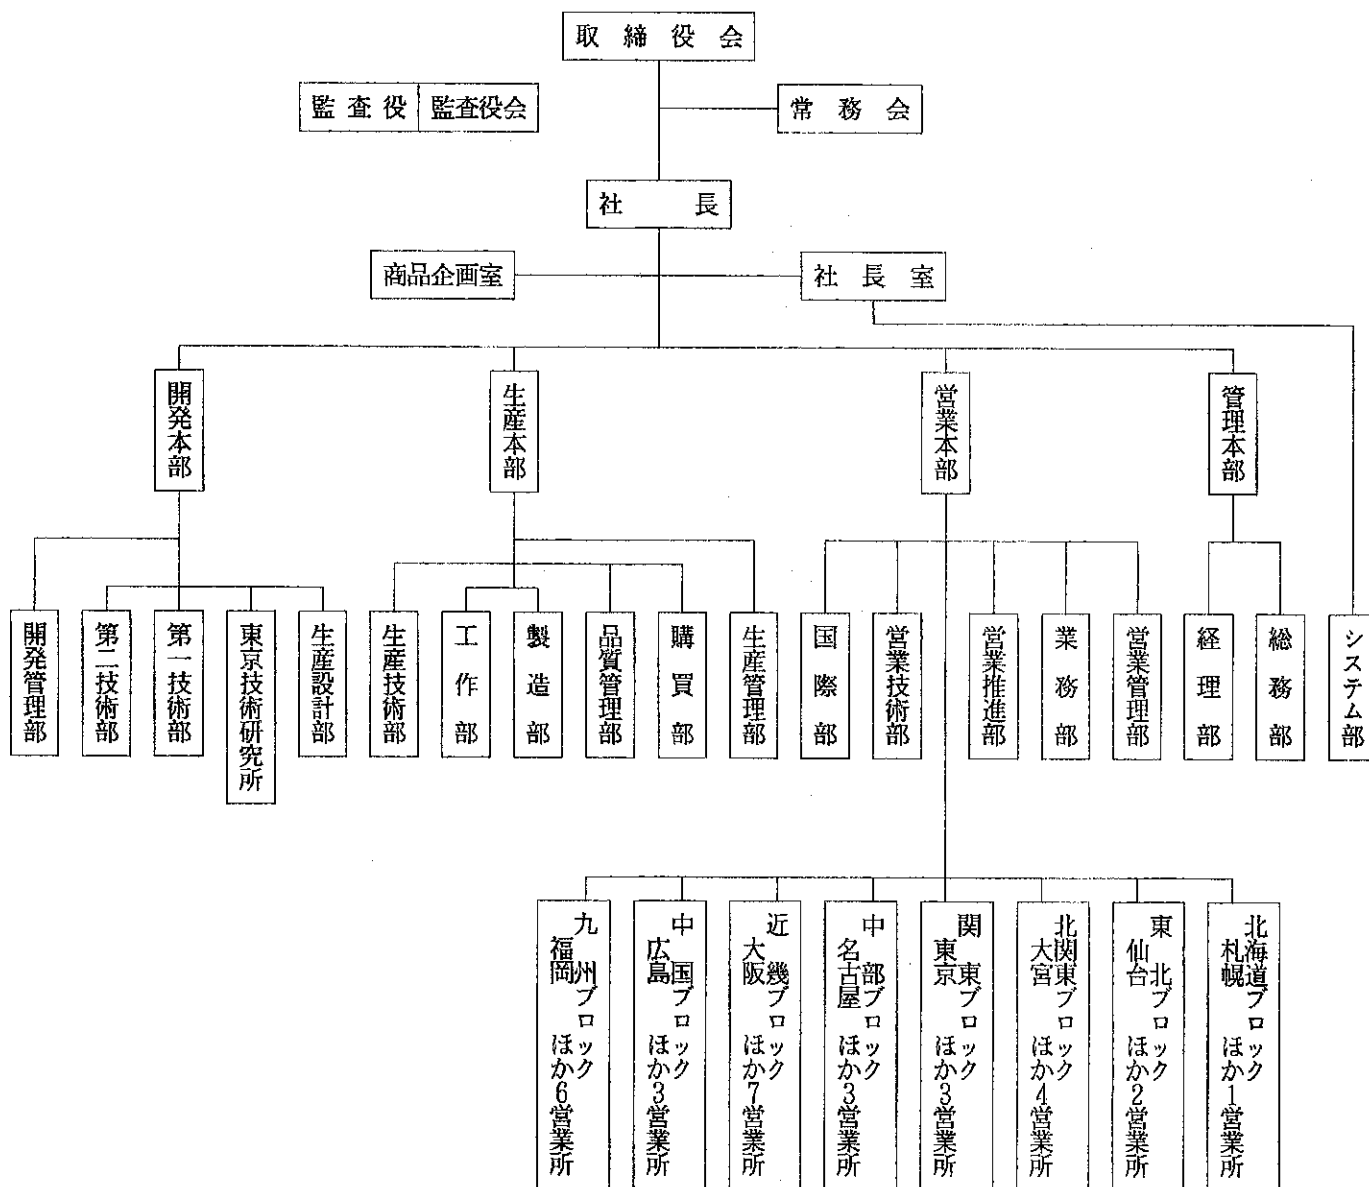 取締役会
監査役 監査役会
常務会
社長
商品企画室
社長室
開発本部
生産本部
営業本部
管理本部
開発管理部
第二技術部
第一技術部
東京技術研究所
生産設計部
生産技術部
工作部
製造部
品質管理部
購買部
生産管理部
国際部
営業技術部
営業推進部
業務部
営業管理部
経理部
総務部
システム部
九州ブロック
福岡 ほか6営業所
中国ブロック
広島 ほか3営業所
近幾ブロック
大阪 ほか7営業所
中部ブロック
名古屋 ほか3営業所
関東ブロック
東京 ほか3営業所
北関東ブロック
大宮 ほか4営業所
東北ブロック
仙台 ほか2営業所
北海道ブロック
札幌 ほか1営業所